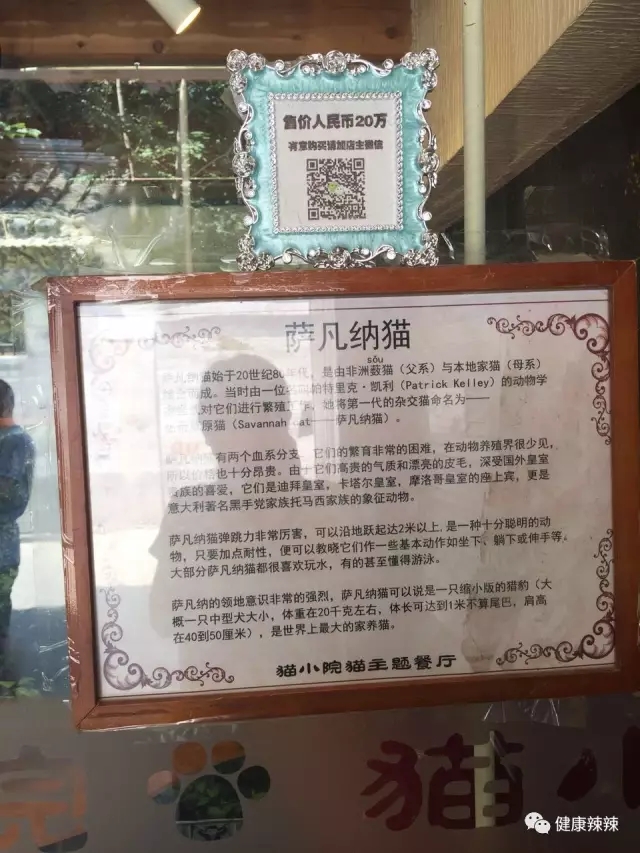 售价人民币20万
有意购买请加店主微信
萨凡纳猫
sǒu
萨凡纳猫始于20世纪80年代，是由非洲薮猫（父系）与本地家猫（母系）
而成。当时由一位名叫帕特里克·凯利（Patrick Kelley）的动物学
对它们进行繁殖工作，她将第一代的杂交猫命名为——
原猫（Savannah Cat——萨凡纳猫）。
萨凡纳猫有两个血系分支，它们的繁育非常的困难，在动物养殖界很少见，
所以价格也十分昂贵。由于它们高贵的气质和漂亮的皮毛，深受国外皇室
贵族的喜爱，它们是迪拜皇室，卡塔尔皇室，摩洛哥皇室的座上宾，更是
意大利著名黑手党家族托马西家族的象征动物。
萨凡纳猫弹跳力非常厉害，可以沿地跃起达2米以上，是一种十分聪明的动
物，只要加点耐性，便可以教晓它们作一些基本动作如坐下、躺下或伸手等，
大部分萨凡纳猫都很喜欢玩水，有的甚至懂得游泳。
萨凡纳的领地意识非常的强烈，萨凡纳猫可以说是一只缩小版的猎豹（大
概一只中型犬大小，体重在20千克左右，体长可达到1米不算尾巴，肩高
在40到50厘米），是世界上最大的家养猫。
猫小院猫主题餐厅
院 猫小
健康辣辣